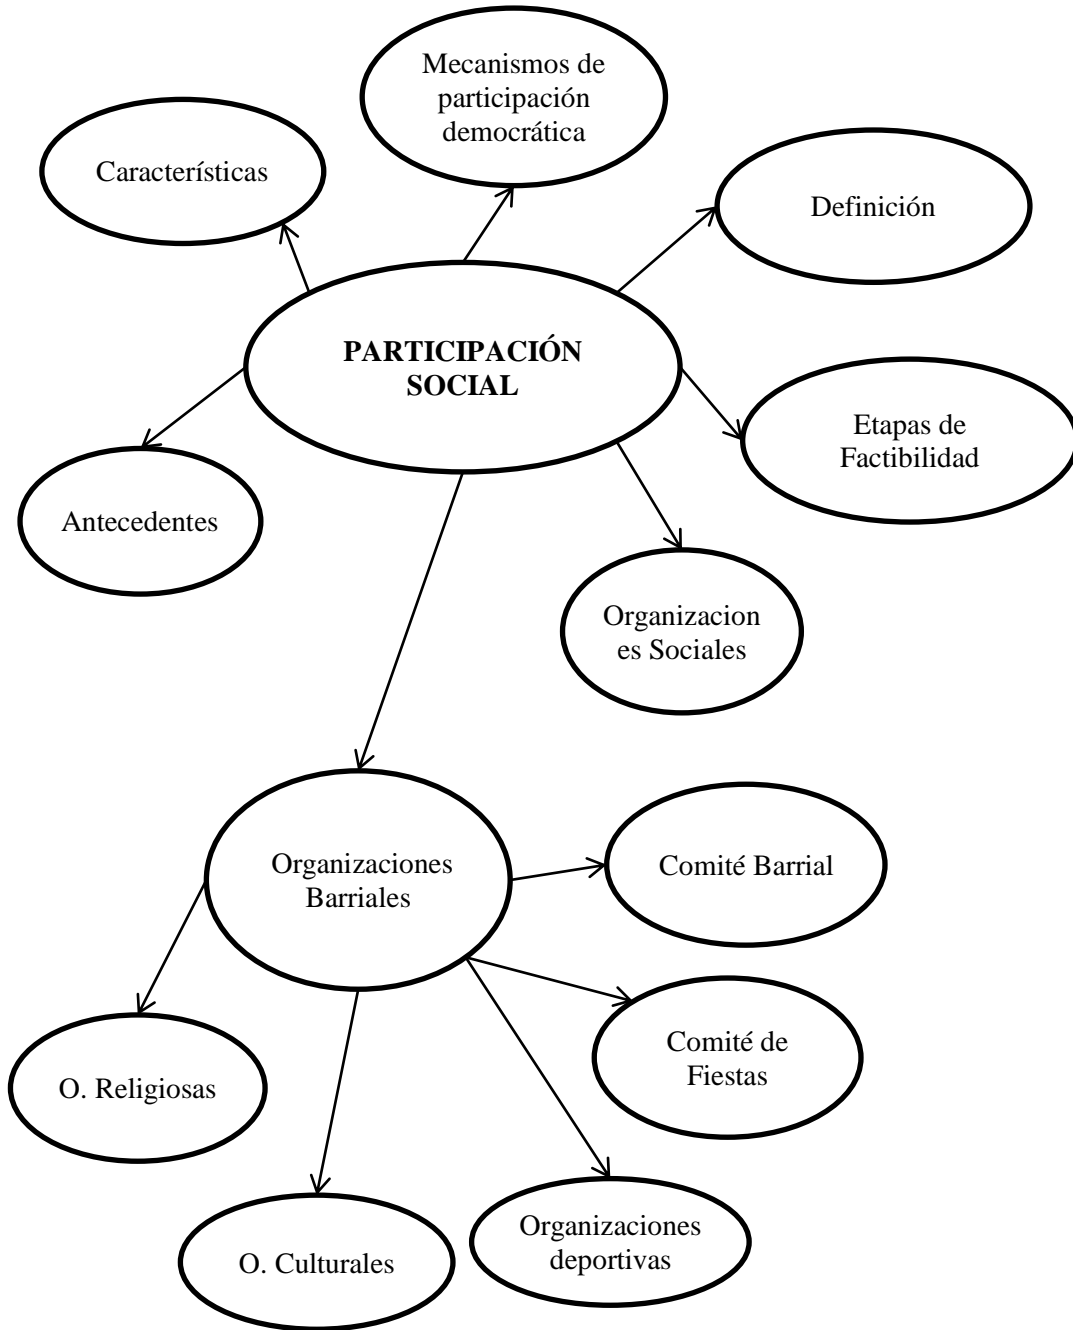 Mecanismos de
participación
democrática
Características
Definición
PARTICIPACIÓN
SOCIAL
Etapas de
Factibilidad
Antecedentes
Organizacion
es Sociales
Organizaciones
Barriales
Comité Barrial
Comité de
Fiestas
O. Religiosas
Organizaciones
deportivas
O. Culturales